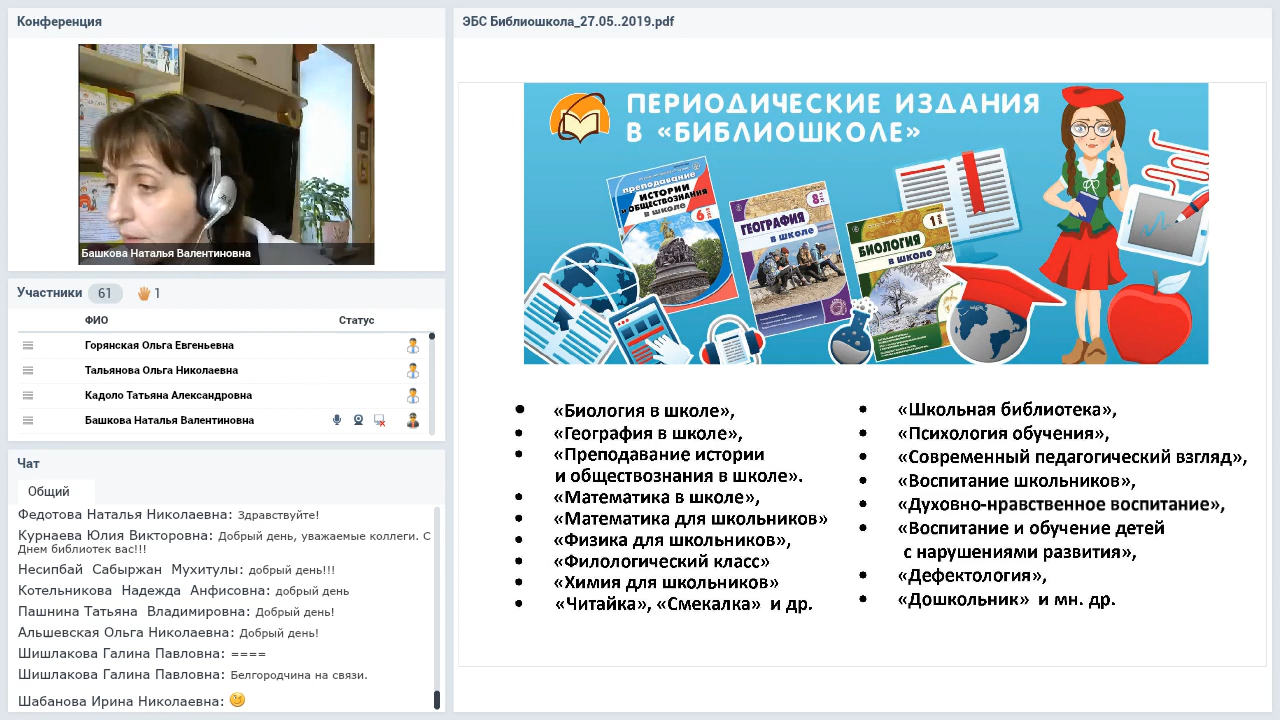 Конференция
Башкова Наталья Валентиновна
Участники 61 1
ФИО Статус
Горянская Ольга Евгеньевна
Тальянова Ольга Николаевна
Кадоло Татьяна Александровна
Башкова Наталья Валентиновна
Чат
Общий
Федотова Наталья Николаевна: Здравствуйте!
Курнаева Юлия Викторовна: Добрый день, уважаемые коллеги. С
Днем библиотек вас!!!
Несипбай Сабыржан Мухитулы: добрый день!!!
Котельникова Надежда Анфисовна: добрый день
Пашнина Татьяна Владимировна: Добрый день!
Альшевская Ольга Николаевна: Добрый день!
Шишлакова Галина Павловна: ====
Шишлакова Галина Павловна: Белгородчина на связи.
Шабанова Ирина Николаевна:
ЭБС Библиошкола_27.05..2019.pdf
ПЕРИОДИЧЕСКИЕ ИЗДАНИЯ
В «БИБЛИОШКОЛЕ»
преподавание
ИСТОРИИ
и ОБЩЕСТВОЗНАНИЯ
в школе
6
ГЕОГРАФИЯ
в школе
8
БИОЛОГИЯ
в школе
1
• «Биология в школе»,
• «География в школе»,
• «Преподавание истории
и обществознания в школе».
• «Математика в школе»,
• «Математика для школьников»
• «Физика для школьников»,
• «Филологический класс»
• «Химия для школьников»
• «Читайка», «Смекалка» и др.
• «Школьная библиотека»,
• «Психология обучения»,
• «Современный педагогический взгляд»,
• «Воспитание школьников»,
• «Духовно-нравственное воспитание»,
• «Воспитание и обучение детей
с нарушениями развития»,
• «Дефектология»,
• «Дошкольник» и мн. др.